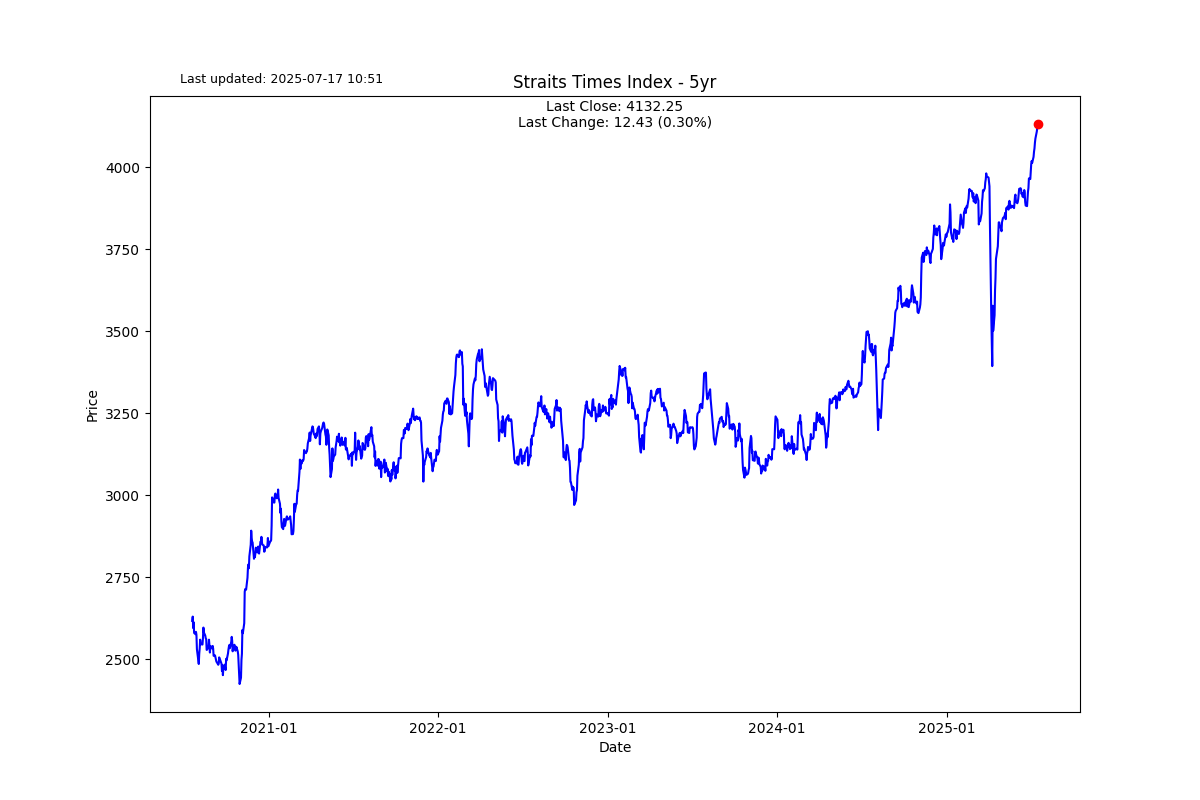 Last updated: 2025-07-17 10:51
Straits Times Index - 5yr
Last Close: 4132.25
Last Change: 12.43 (0.30%)
4000
3750
3500
3250
3000
2750
2500
Price
2021-01
2022-01
2023-01
2024-01
2025-01
Date